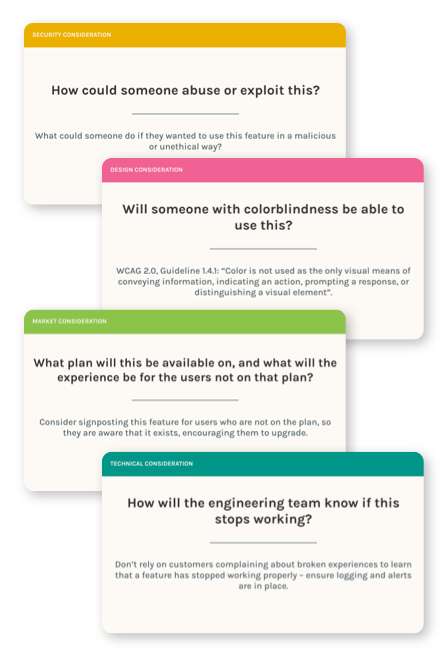 SECURITY CONSIDERATION
How could someone abuse or exploit this?
What could someone do if they wanted to use this feature in a malicious
or unethical way?
DESIGN CONSIDERATION
Will someone with colorblindness be able to
use this?
WCAG 2.0, Guideline 1.4.1: “Color is not used as the only visual means of
conveying information, indicating an action, prompting a response, or
distinguishing a visual element”.
MARKET CONSIDERATION
What plan will this be available on, and what will the
experience be for the users not on that plan?
Consider signposting this feature for users who are not on the plan, so
they are aware that it exists, encouraging them to upgrade.
TECHNICAL CONSIDERATION
How will the engineering team know if this
stops working?
Don’t rely on customers complaining about broken experiences to learn
that a feature has stopped working properly – ensure logging and alerts
are in place.